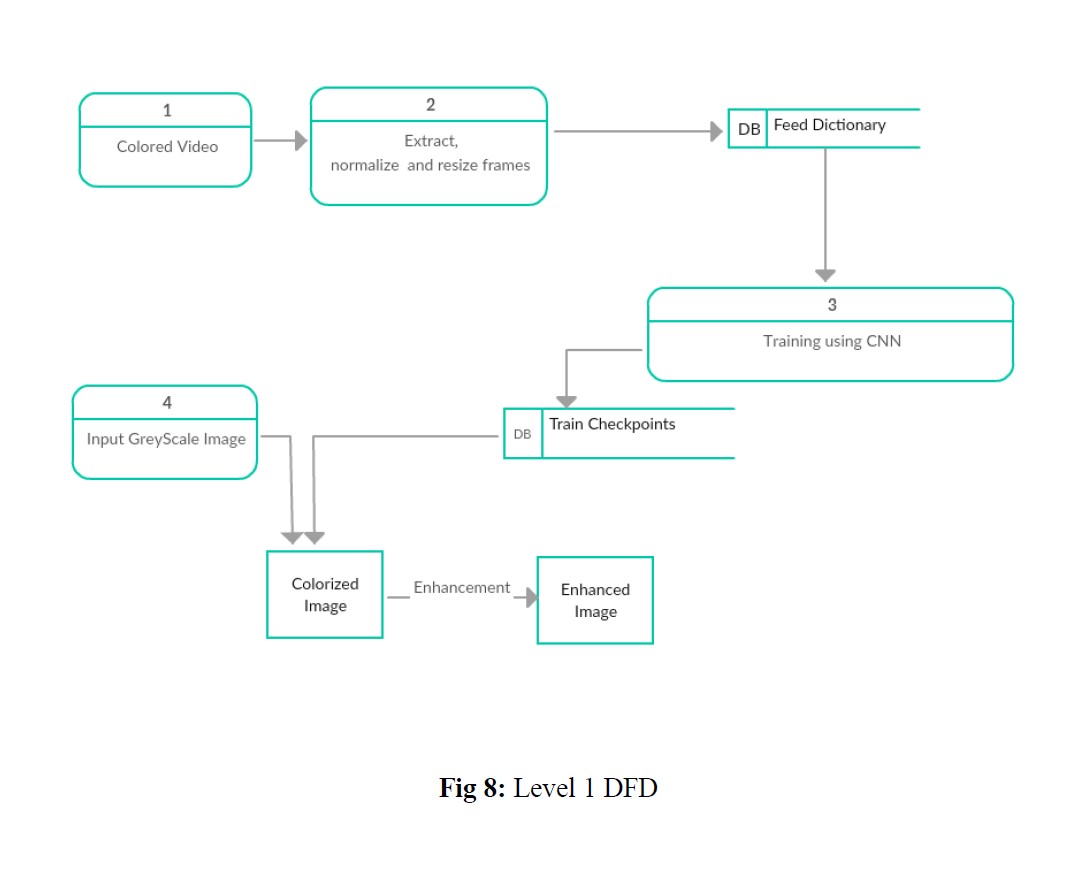 1
Colored Video
2
Extract,
normalize and resize frames
DB
Feed Dictionary
3
Training using CNN
4
Input GreyScale Image
DB
Train Checkpoints
Colorized
Image
Enhancement
Enhanced
Image
Fig 8: Level 1 DFD